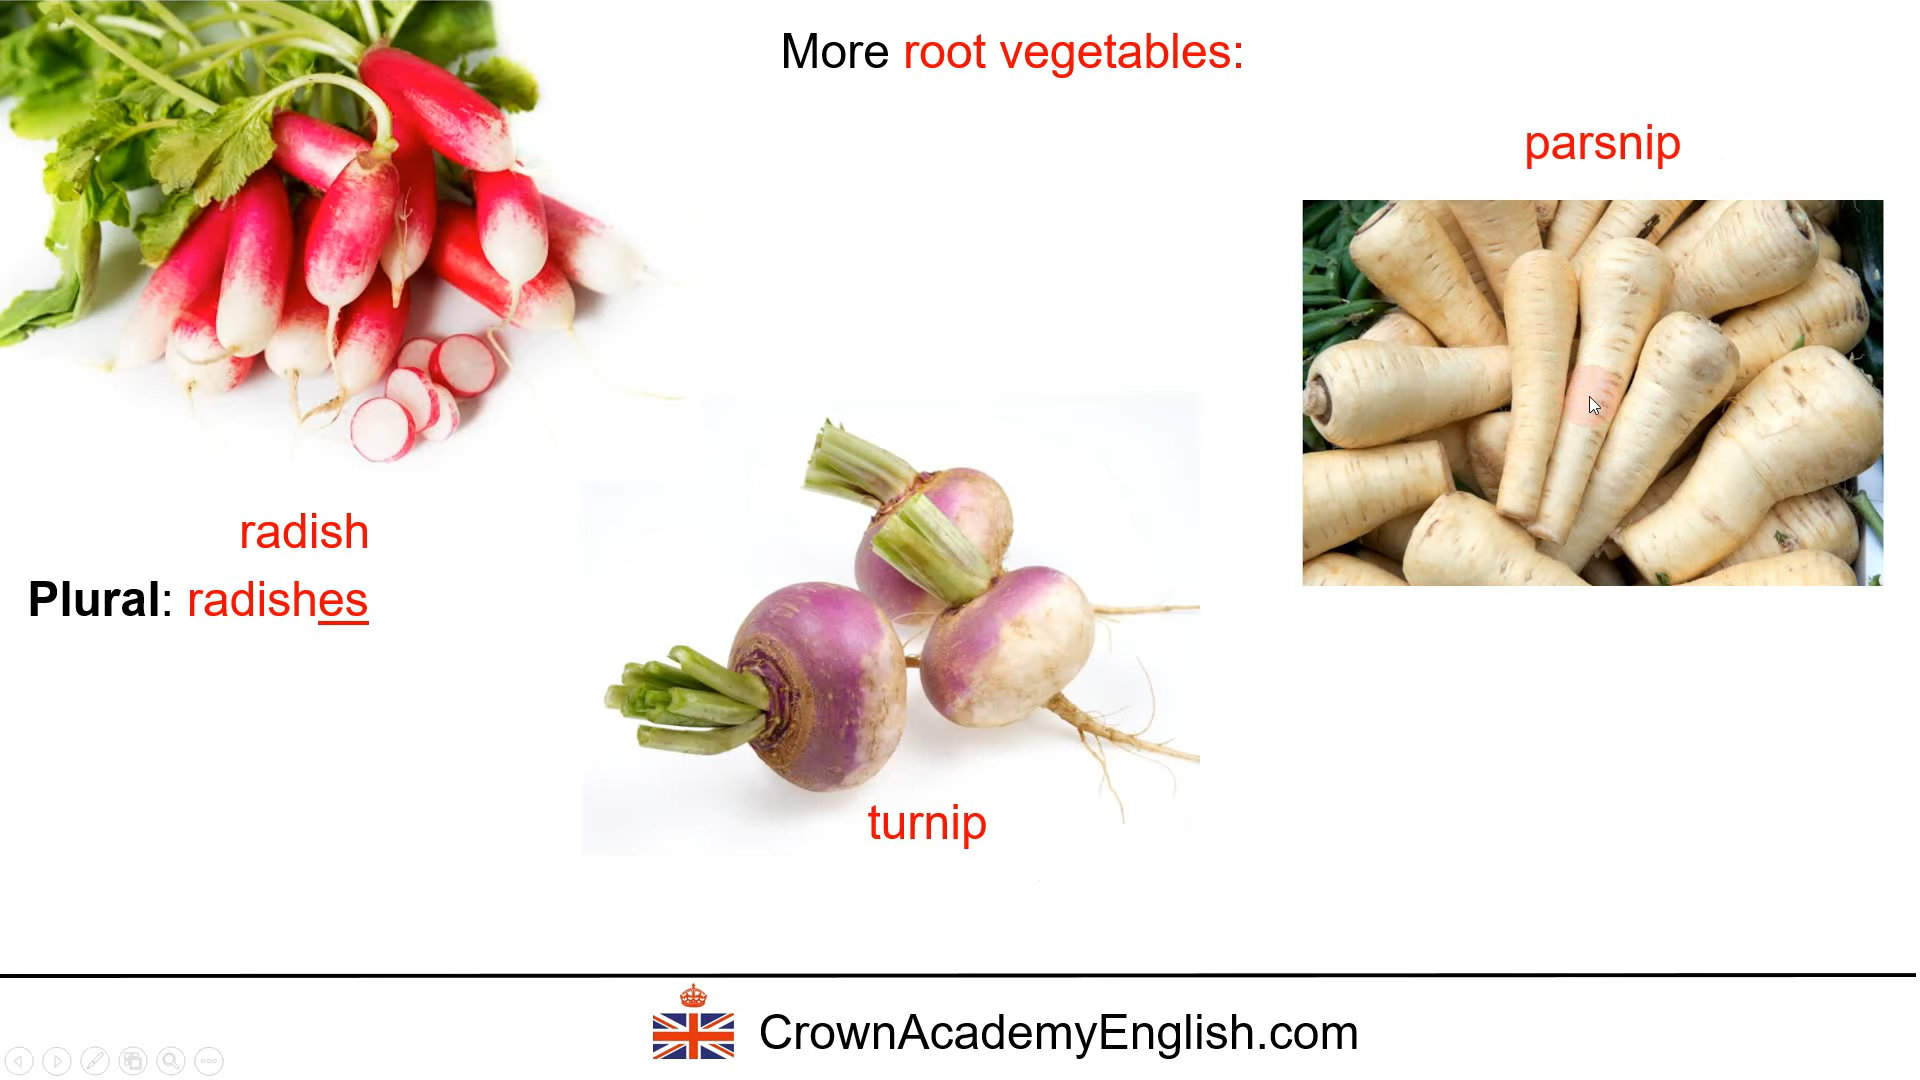 More root vegetables:
parsnip
radish
Plural: radishes
turnip
CrownAcademyEnglish.com